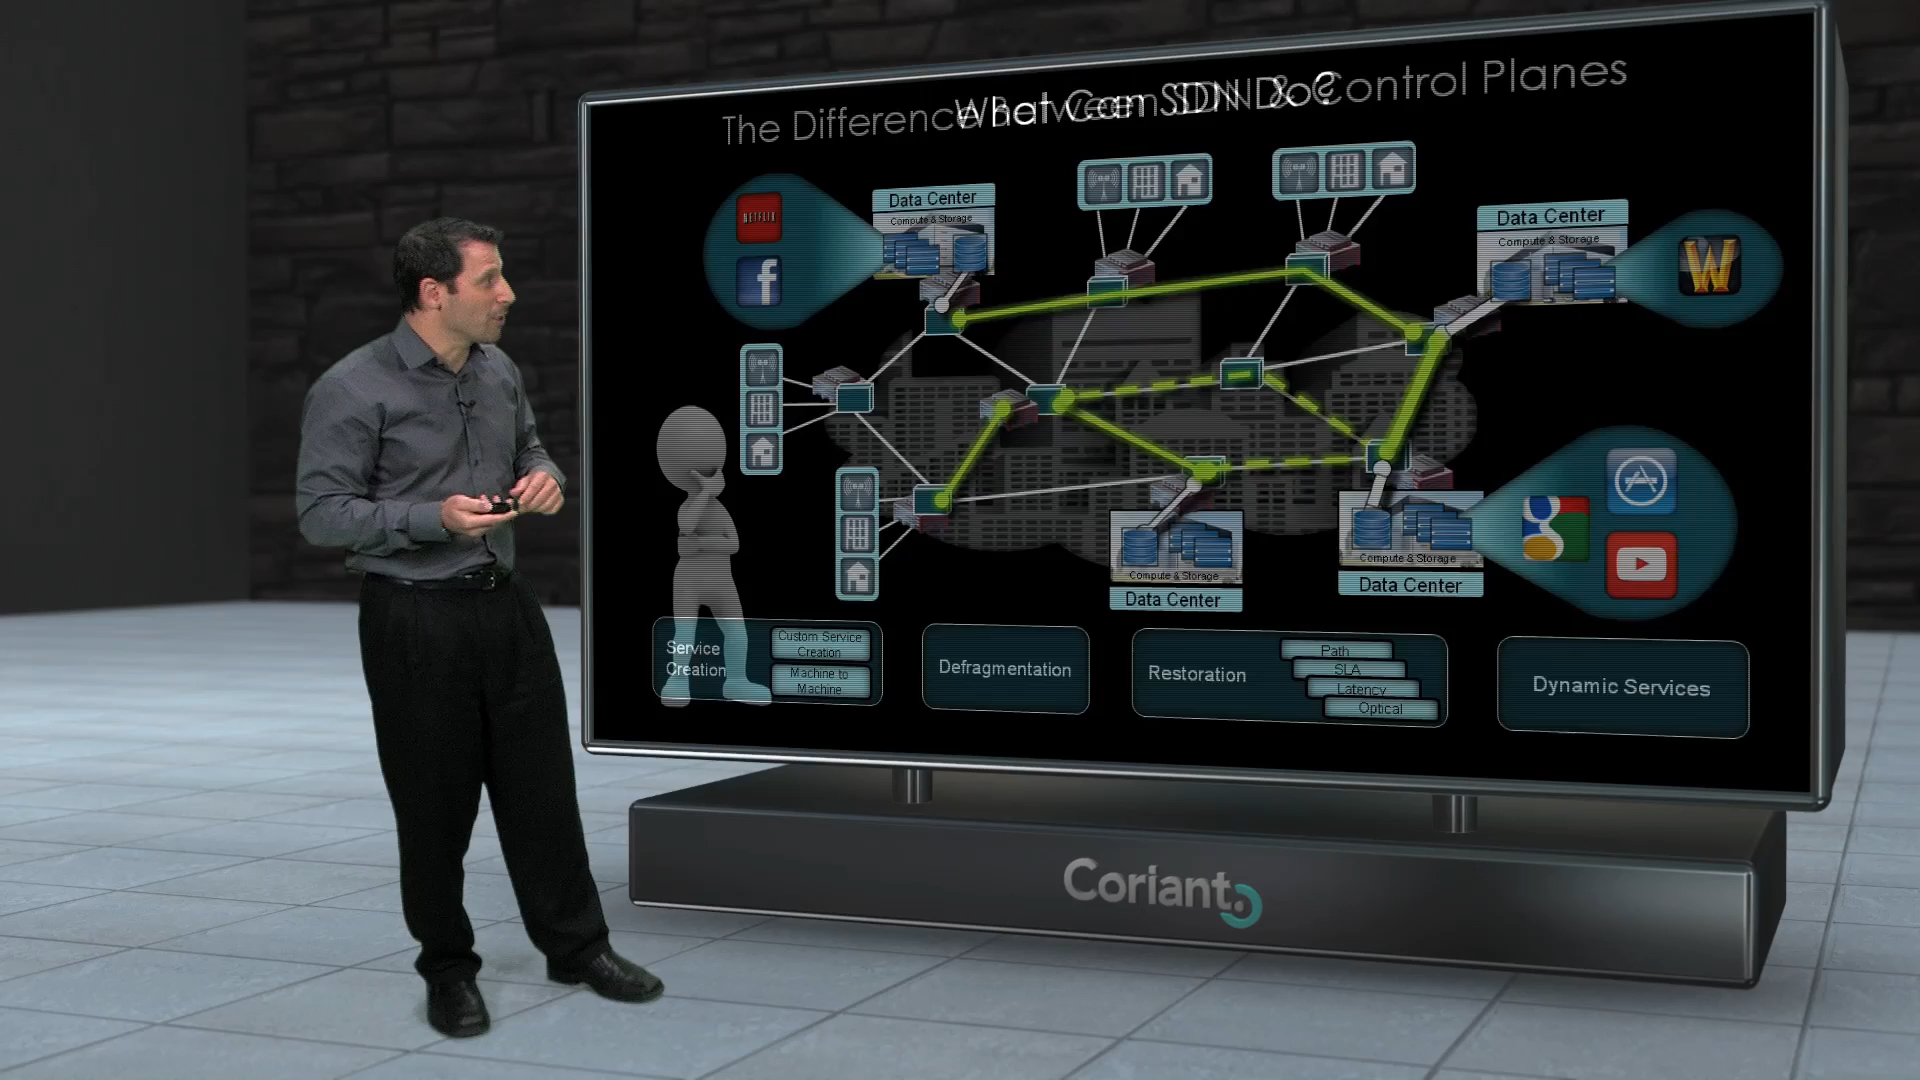 The Difference Between SDN & Control Planes
What Can SDN Do?
NETFLIX
f
Data Center
Compute & Storage
Data Center
Compute & Storage
W
Compute & Storage
Data Center
Compute & Storage
Data Center
g
Service
Creation
Custom Service
Creation
Machine to
Machine
Defragmentation
Restoration
Path
SLA
Latency
Optical
Dynamic Services
Coriant